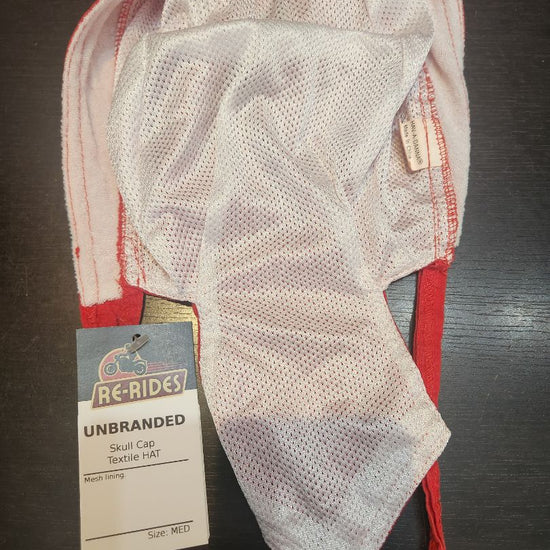 RE-RIDES
UNBRANDED
Skull Cap
Textile HAT
Mesh lining.
Size: MED